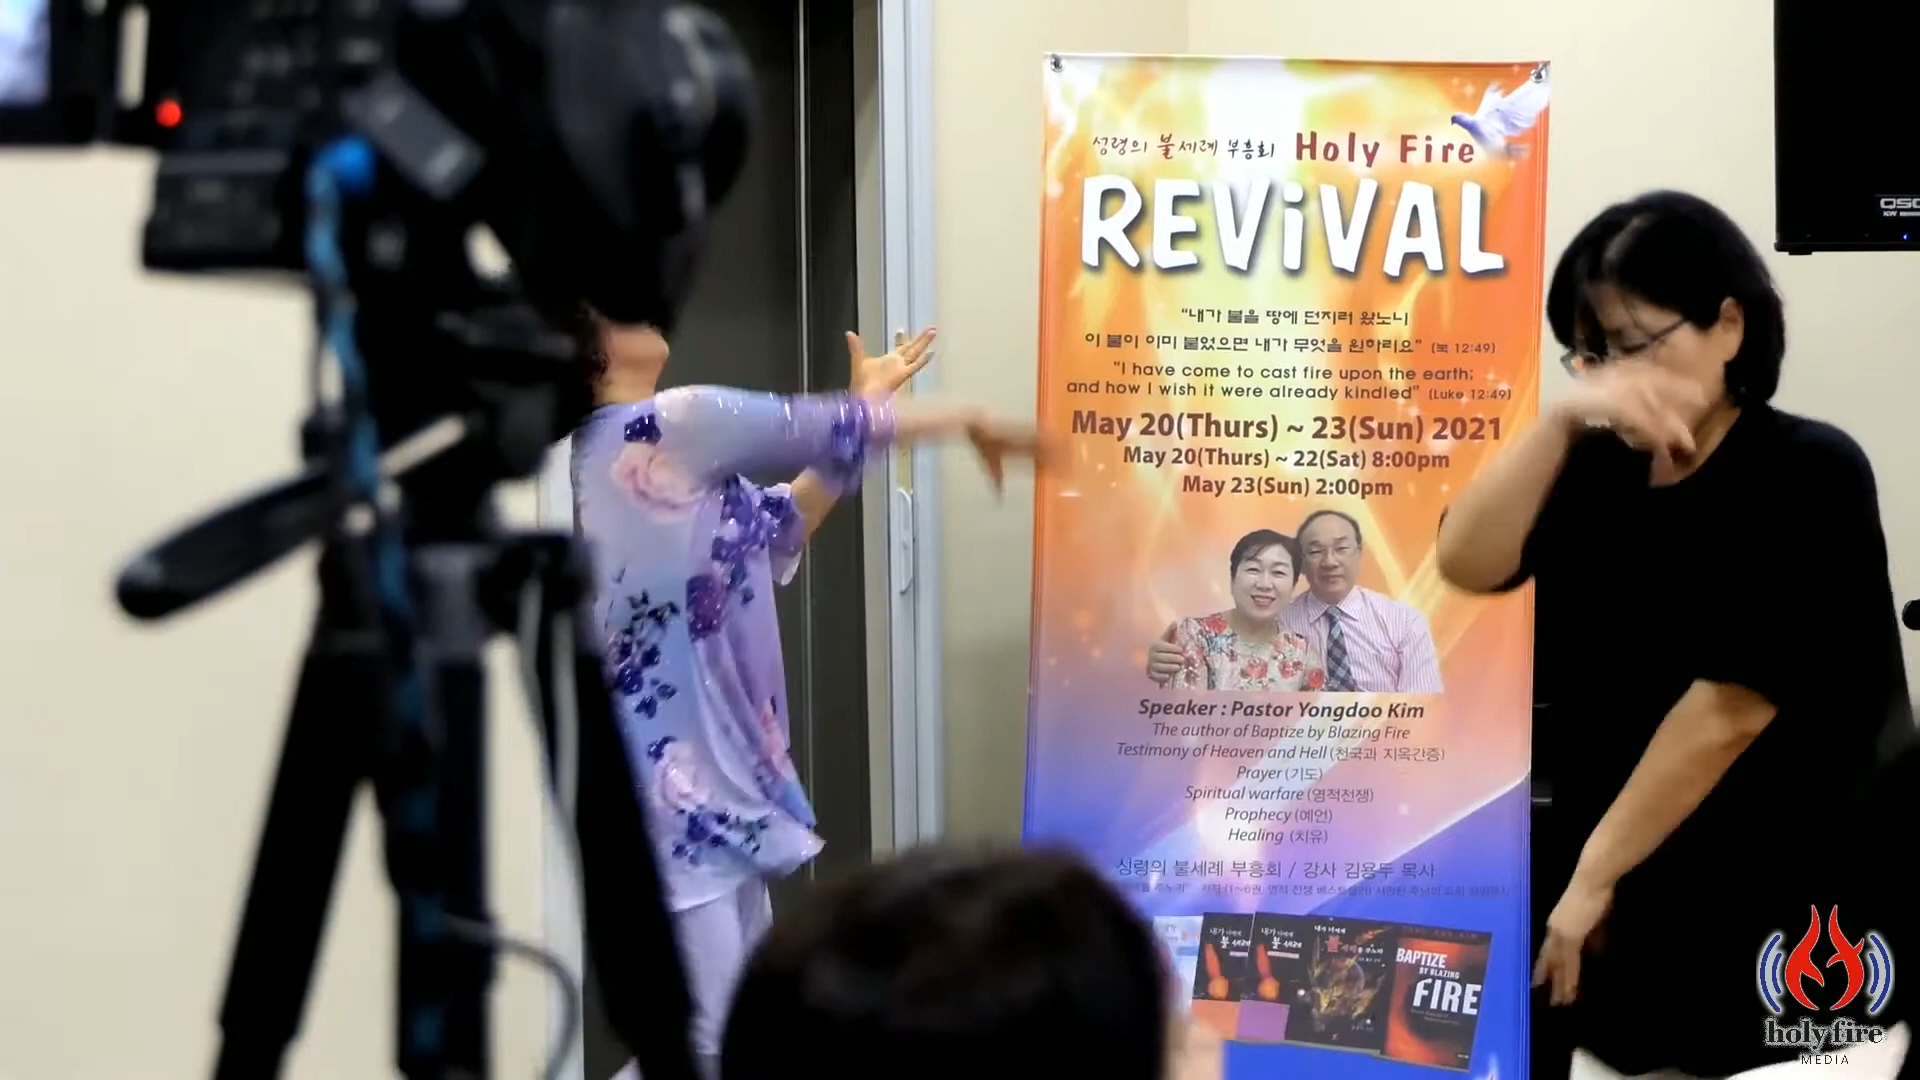 성령의 불세례 부흥회 Holy Fire
REViVAL
“내가 불을 땅에 던지러 왔노니
이 불이 이미 붙었으면 내가 무엇을 원하리요” (눅 12:49)
“I have come to cast fire upon the earth;
and how I wish it were already kindled” (Luke 12:49)
May 20(Thurs) ~ 23(Sun) 2021
May 20(Thurs) ~ 22(Sat) 8:00pm
May 23(Sun) 2:00pm
Speaker : Pastor Yongdoo Kim
The author of Baptize by Blazing Fire
Testimony of Heaven and Hell (천국과 지옥간증)
Prayer (기도)
Spiritual warfare (영적전쟁)
Prophecy (예언)
Healing (치유)
성령의 불세례 부흥회 / 강사 김용두 목사
BAPTIZE
BY BLAZING
FIRE
QSC
KW
holyfire
MEDIA